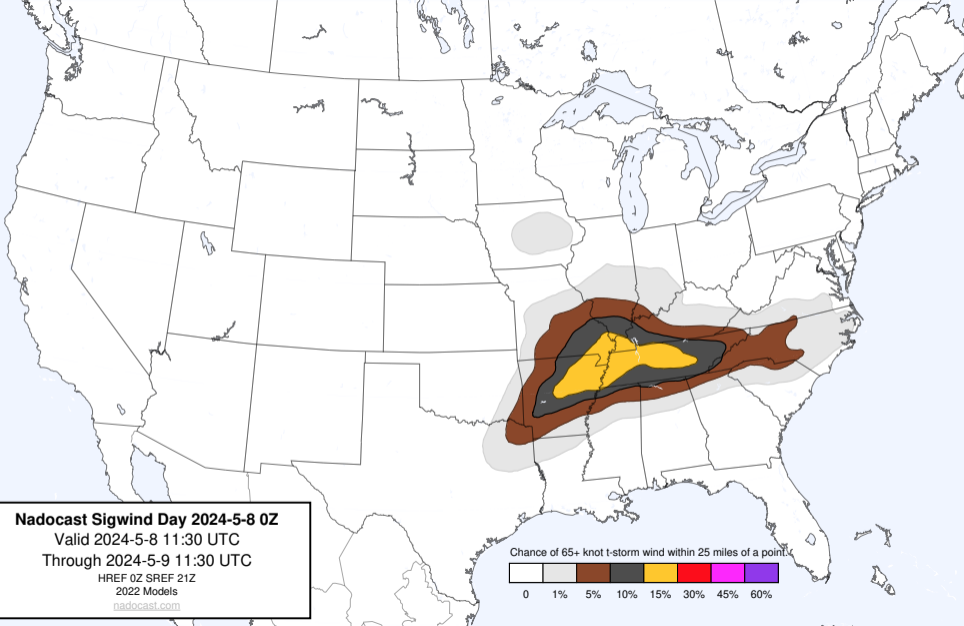 Nadocast Sigwind Day 2024-5-8 0Z
Valid 2024-5-8 11:30 UTC
Through 2024-5-9 11:30 UTC
HREF 0Z SREF 21Z
2022 Models
nadocast.com
Chance of 65+ knot t-storm wind within 25 miles of a point.
0 1% 5% 10% 15% 30% 45% 60%